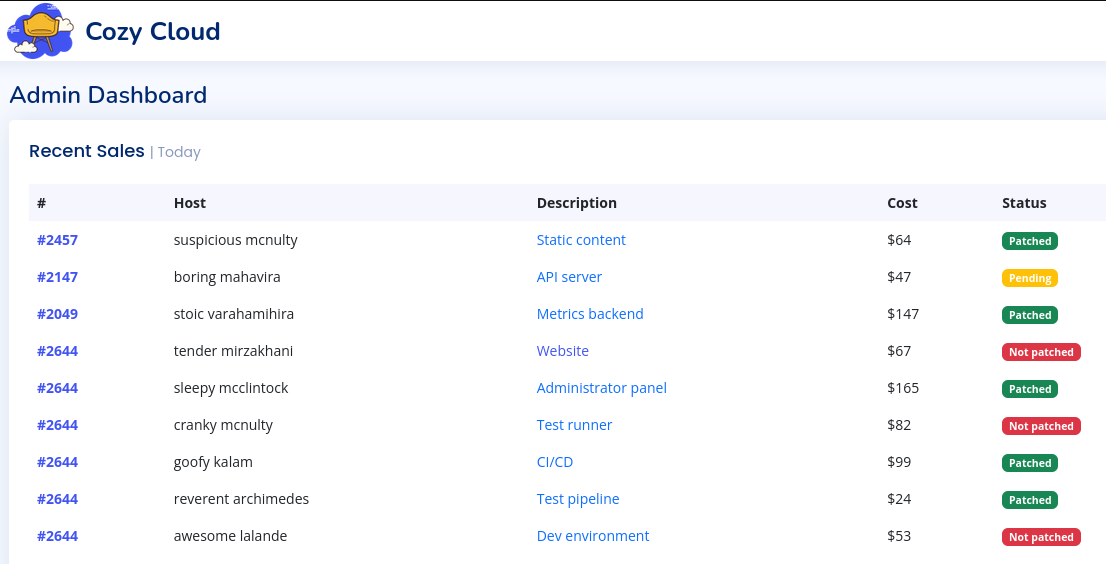 Cozy Cloud
Admin Dashboard
Recent Sales | Today
# Host Description Cost Status
#2457 suspicious mcnulty Static content $64 Patched
#2147 boring mahavira API server $47 Pending
#2049 stoic varahamihira Metrics backend $147 Patched
#2644 tender mirzakhani Website $67 Not patched
#2644 sleepy mcclintock Administrator panel $165 Patched
#2644 cranky mcnulty Test runner $82 Not patched
#2644 goofy kalam CI/CD $99 Patched
#2644 reverent archimedes Test pipeline $24 Patched
#2644 awesome lalande Dev environment $53 Not patched